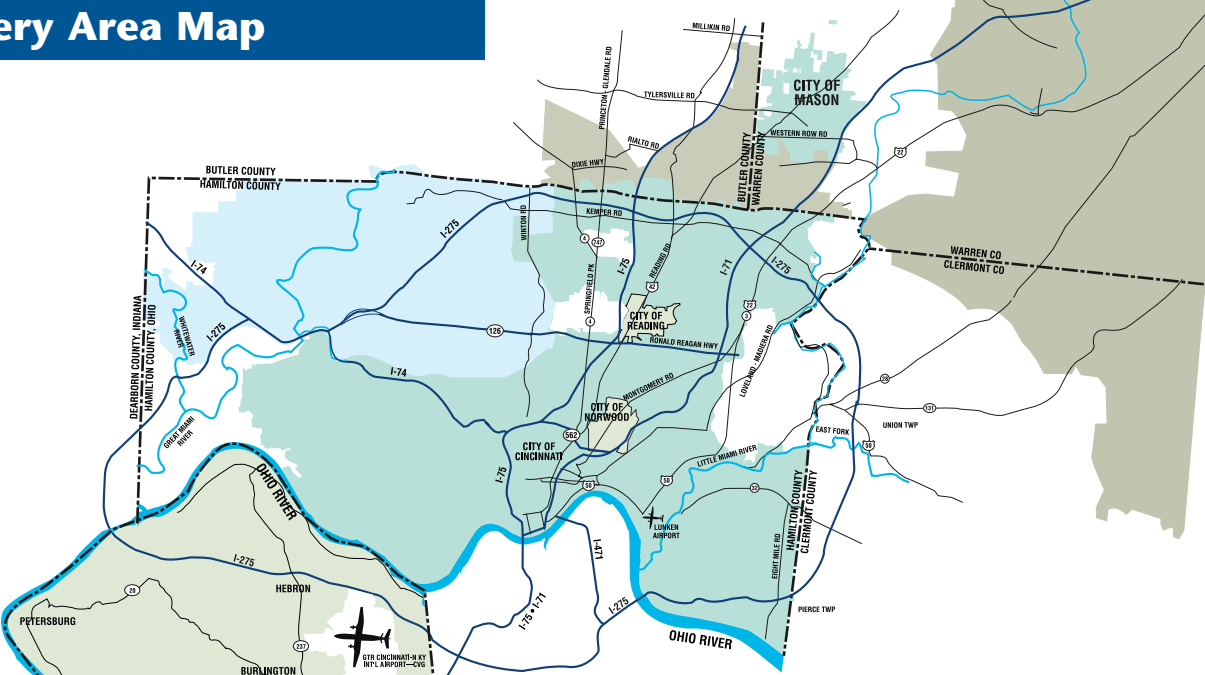 ery Area Map
MILLIKIN RD
PRINCETON - GLENDALE RD
CITY OF
MASON
TYLERSVILLE RD
WESTERN ROW RD
RIALTO RD
DIXIE HWY
BUTLER COUNTY
WARREN COUNTY
22
BUTLER COUNTY
HAMILTON COUNTY
WINTON RD
KEMPER RD
I-275
4
747
I-74
SPRINGFIELD PK
I-75
READING RD
I-71
I-275
WARREN CO
CLERMONT CO
42
22
3
DEARBORN COUNTY, INDIANA
HAMILTON COUNTY, OHIO
WHITEWATER
RIVER
I-275
126
4
CITY OF
READING
RONALD REAGAN HWY
LOVELAND - MADIERA RD
I-74
MONTGOMERY RD
28
131
UNION TWP
CITY OF
NORWOOD
GREAT MIAMI
RIVER
562
CITY OF
CINCINNATI
EAST FORK
50
LITTLE MIAMI RIVER
I-75
OHIO RIVER
50
50
32
HAMILTON COUNTY
CLERMONT COUNTY
LUNKEN
AIRPORT
EIGHT MILE RD
I-275
I-471
20
HEBRON
I-75 • I-71
I-275
PIERCE TWP
PETERSBURG
OHIO RIVER
237
GTR CINCINNATI-N KY
INT'L AIRPORT—CVG
BURLINGTON